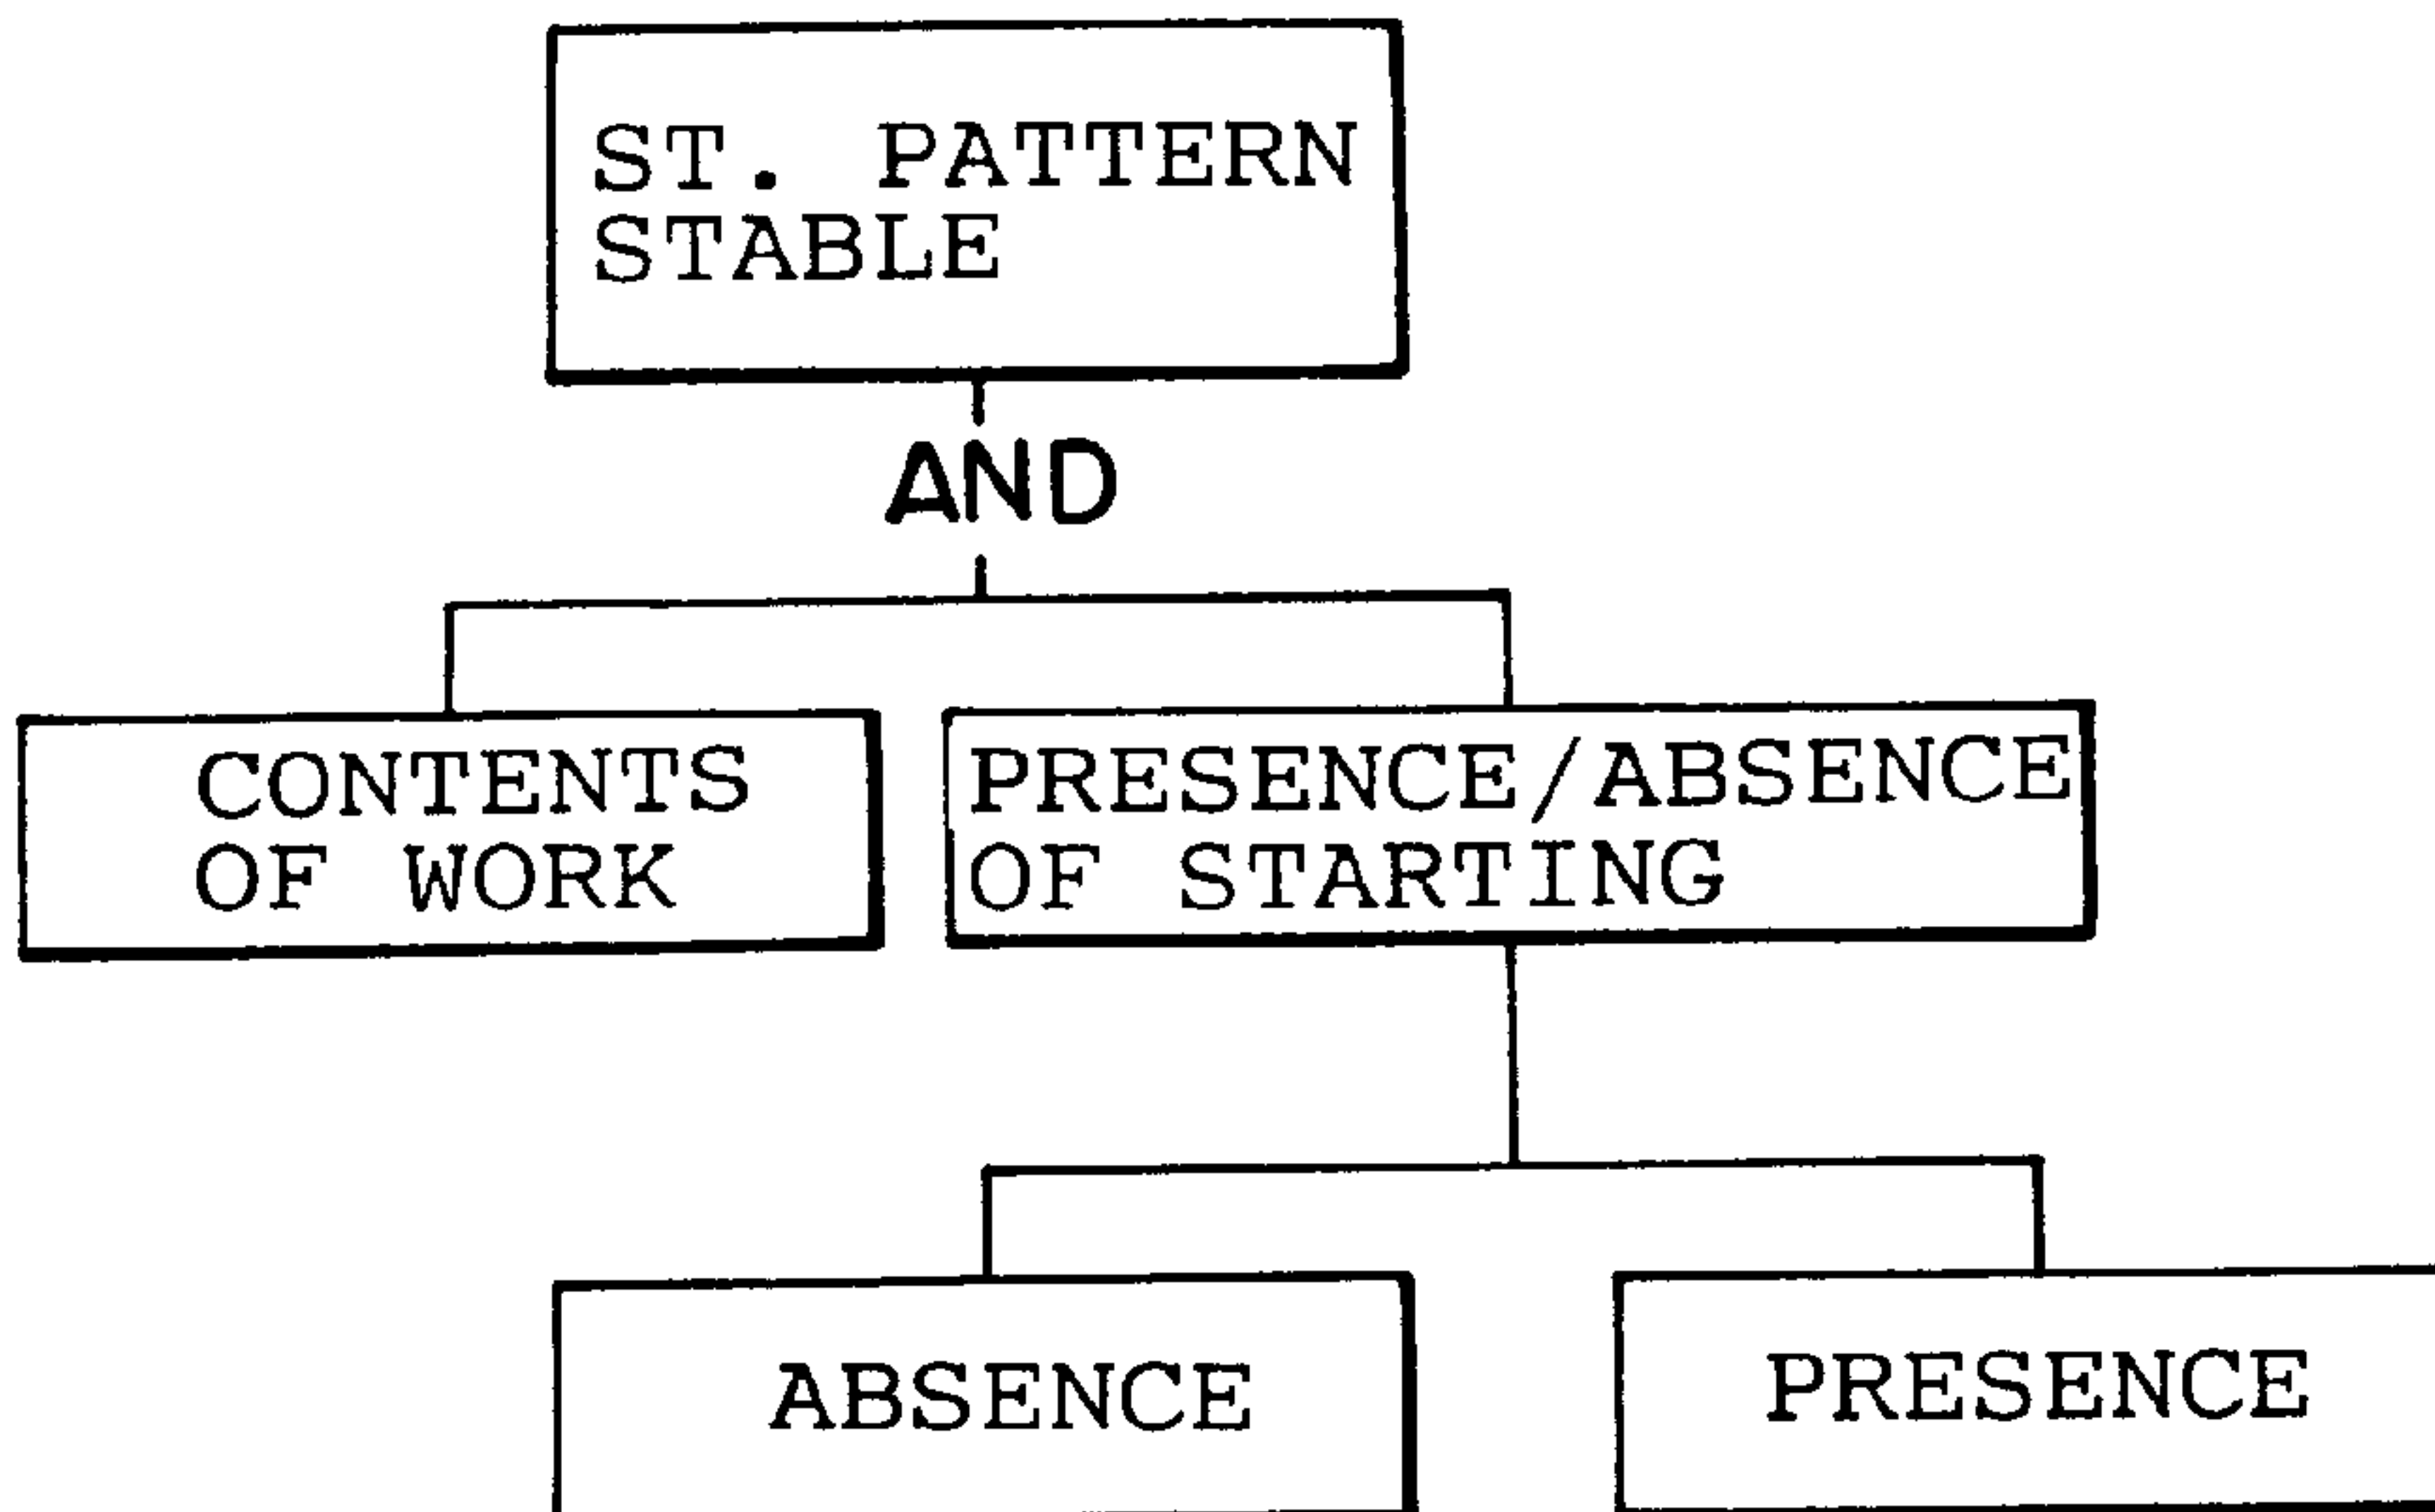 ST. PATTERN
STABLE
AND
CONTENTS
OF WORK
PRESENCE/ABSENCE
OF STARTING
ABSENCE
PRESENCE